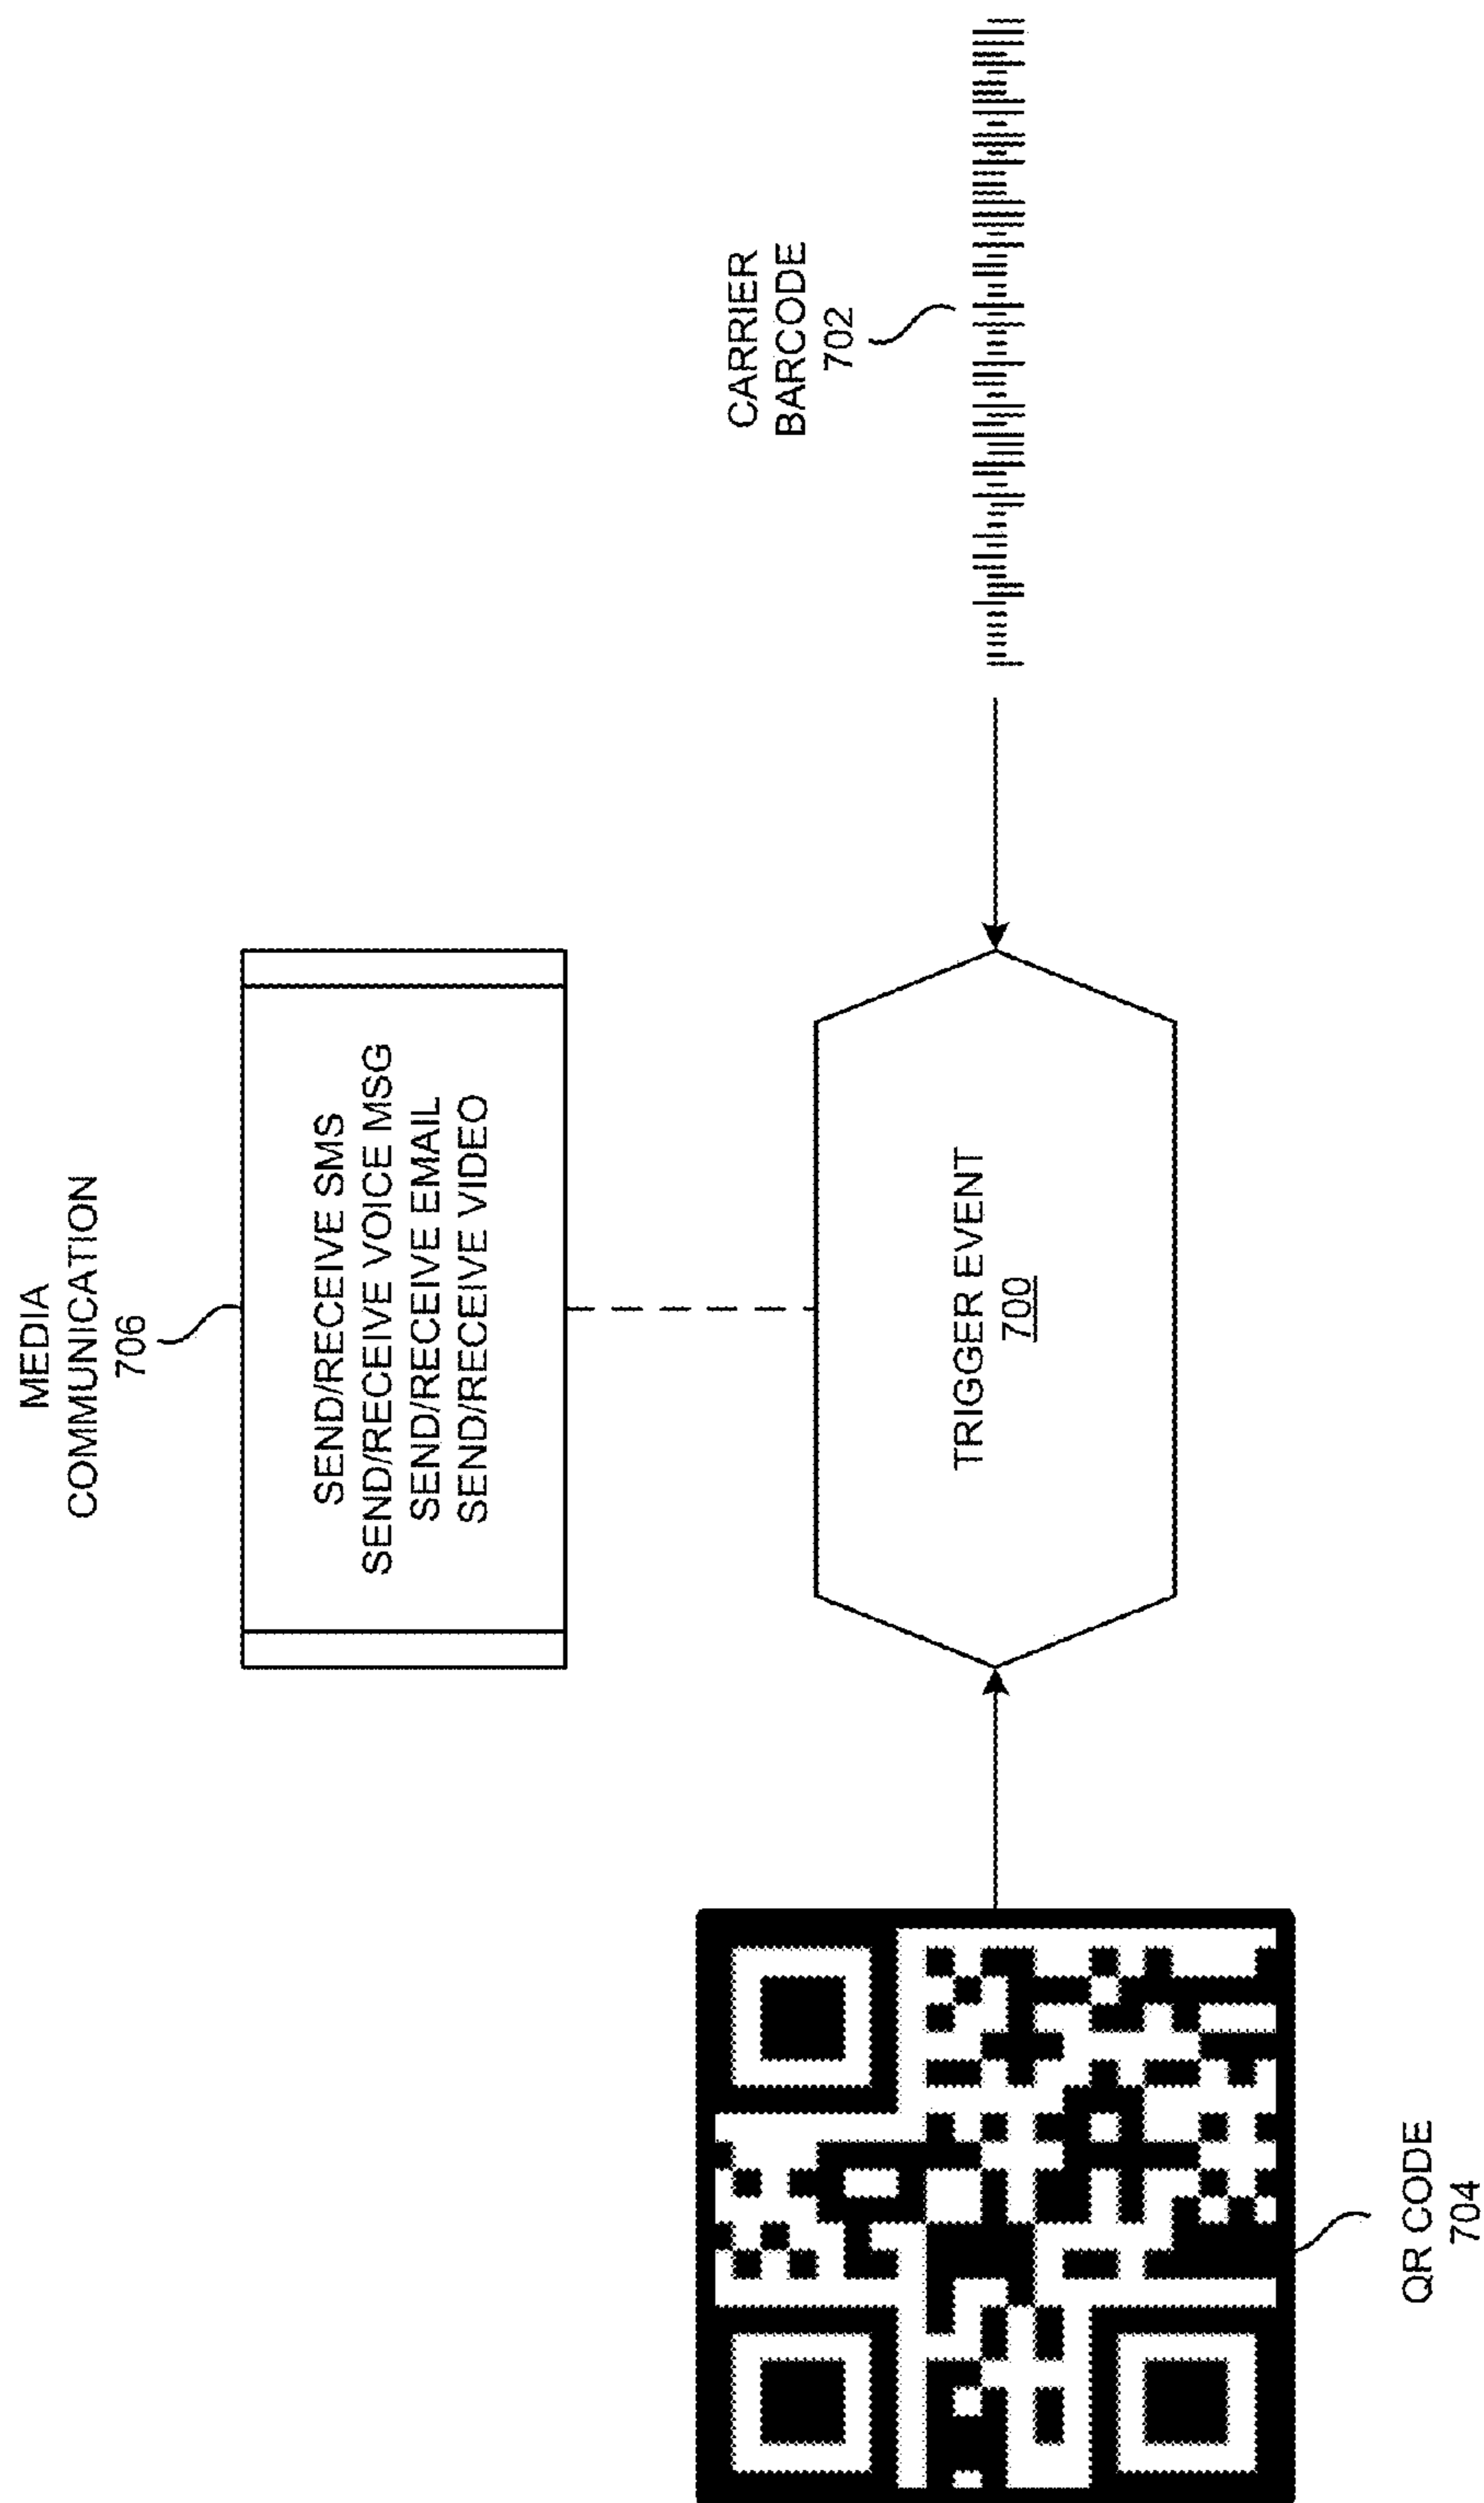 MEDIA
COMMUNICATION
706
SEND/RECEIVE SMS
SEND/RECEIVE VOICE MSG
SEND/RECEIVE EMAIL
SEND/RECEIVE VIDEO
CARRIER
BARCODE
702
TRIGGER EVENT
700
QR CODE
704